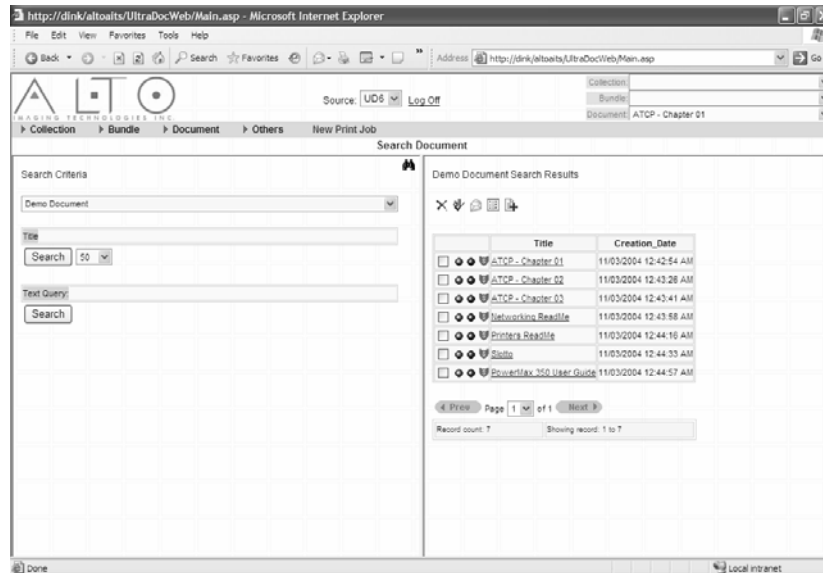 http://dink/altoaits/UltraDocWeb/Main.asp - Microsoft Internet Explorer
File Edit View Favorites Tools Help
Back Search Favorites Address http://dink/altoaits/UltraDocWeb/Main.asp Go
ALTO
IMAGING TECHNOLOGIES INC.
Source: UD6 Log Off
Collection:
Bundle:
Document: ATCP - Chapter 01
Collection Bundle Document Others New Print Job
Search Document
Search Criteria
Demo Document
Title
Search 50
Text Query:
Search
Demo Document Search Results
Title Creation_Date
ATCP - Chapter 01 11/03/2004 12:42:54 AM
ATCP - Chapter 02 11/03/2004 12:43:26 AM
ATCP - Chapter 03 11/03/2004 12:43:41 AM
Networking ReadMe 11/03/2004 12:43:58 AM
Printers ReadMe 11/03/2004 12:44:16 AM
Slotto 11/03/2004 12:44:33 AM
PowerMax 350 User Guide 11/03/2004 12:44:57 AM
Prev Page 1 of 1 Next
Record count: 7 Showing record: 1 to 7
Done Local intranet